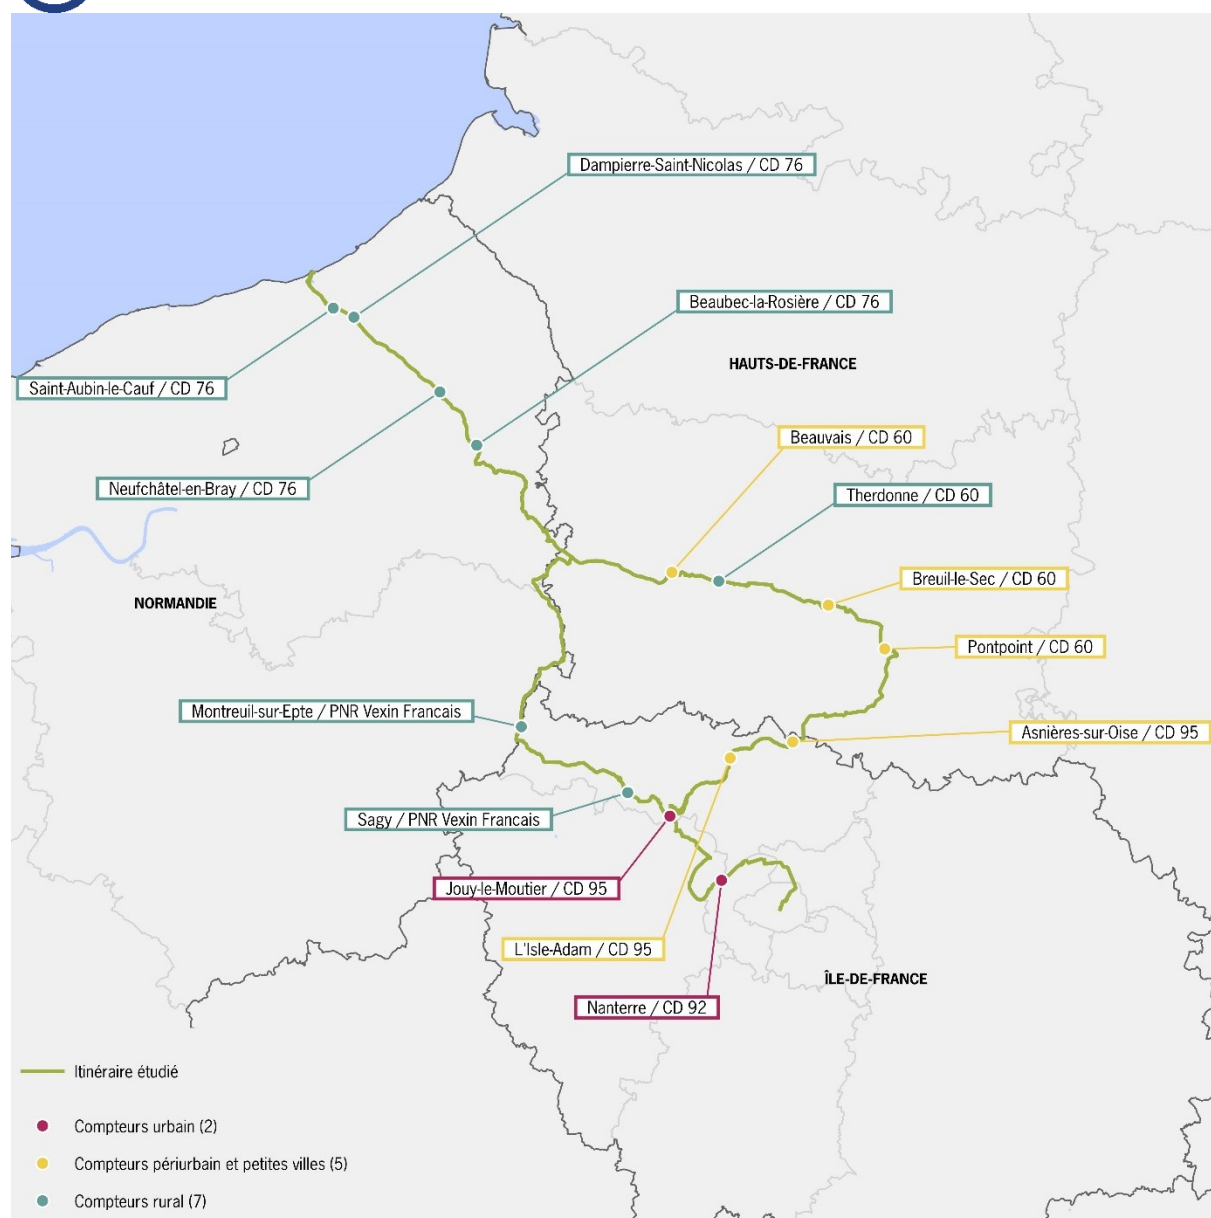 Dampierre-Saint-Nicolas / CD 76
Beaubec-la-Rosière / CD 76
HAUTS-DE-FRANCE
Saint-Aubin-le-Cauf / CD 76
Beauvais / CD 60
Neufchâtel-en-Bray / CD 76
Therdonne / CD 60
Breuil-le-Sec / CD 60
NORMANDIE
Pontpoint / CD 60
Montreuil-sur-Epte / PNR Vexin Francais
Asnières-sur-Oise / CD 95
Sagy / PNR Vexin Francais
Jouy-le-Moutier / CD 95
L'Isle-Adam / CD 95
ÎLE-DE-FRANCE
Nanterre / CD 92
Itinéraire étudié
Compteurs urbain (2)
Compteurs périurbain et petites villes (5)
Compteurs rural (7)